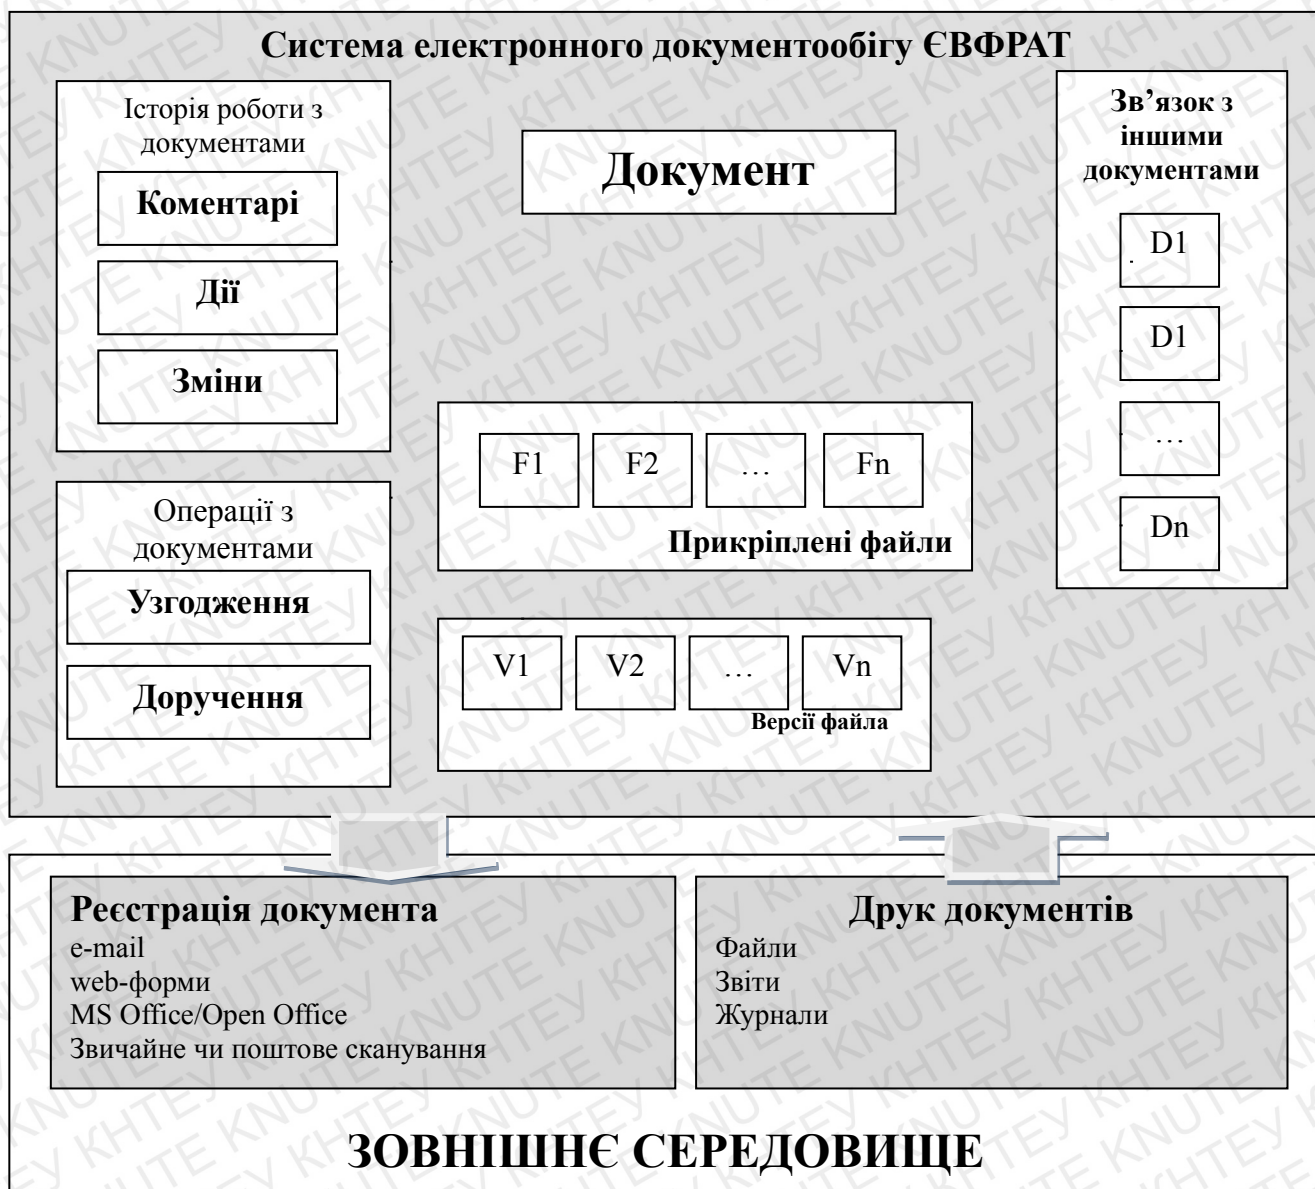 Система електронного документообігу ЄВФРАТ
Історія роботи з
документами
Коментарі
Дії
Зміни
Операції з
документами
Узгодження
Доручення
Документ
F1 F2 … Fn
Прикріплені файли
V1 V2 … Vn
Версії файла
Зв’язок з
іншими
документами
D1
D1
…
Dn
Реєстрація документа
e-mail
web-форми
MS Office/Open Office
Звичайне чи поштове сканування
Друк документів
Файли
Звіти
Журнали
ЗОВНІШНЄ СЕРЕДОВИЩЕ
KNUTE КНТЕУ